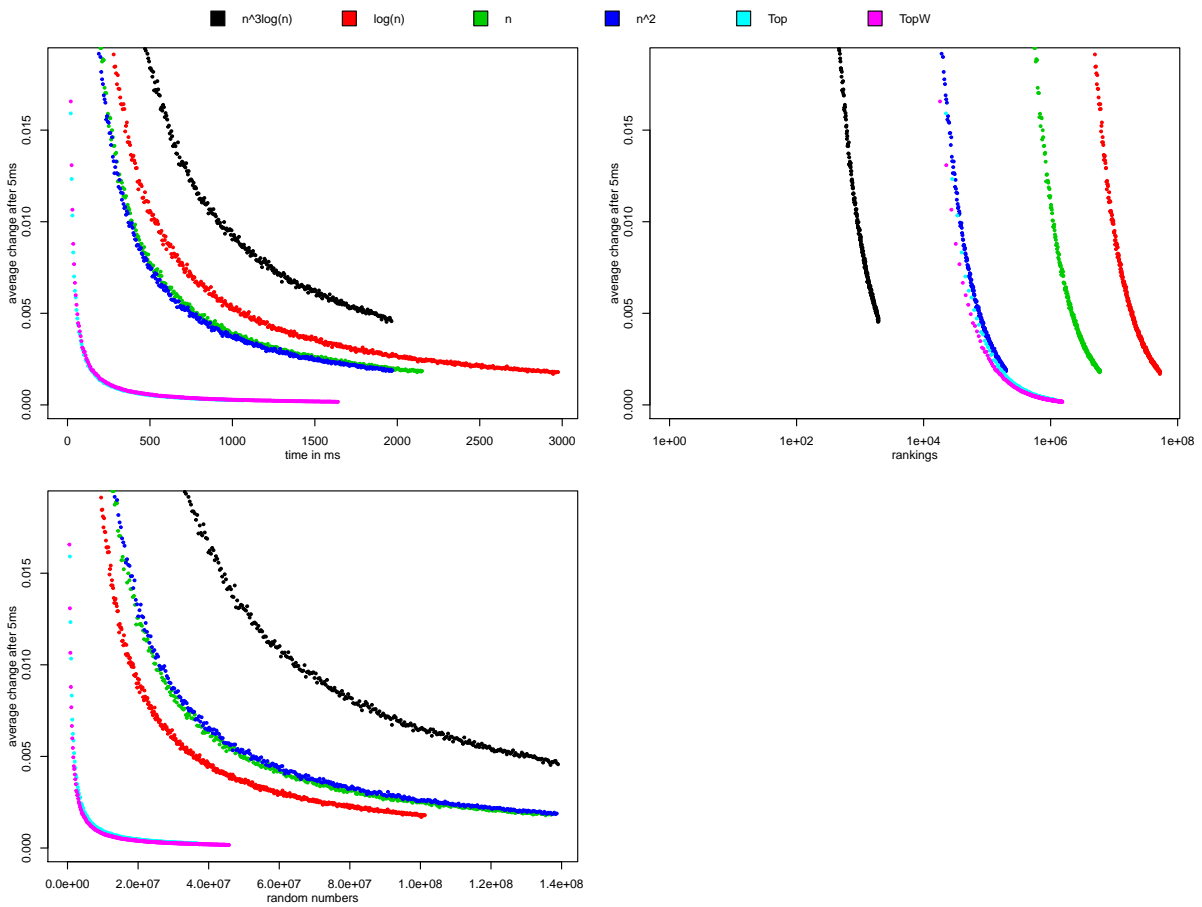 n^3log(n) log(n) n n^2 Top TopW
average change after 5ms
0.000 0.005 0.010 0.015
0 500 1000 1500 2000 2500 3000
time in ms
average change after 5ms
0.000 0.005 0.010 0.015
1e+00 1e+02 1e+04 1e+06 1e+08
rankings
average change after 5ms
0.000 0.005 0.010 0.015
0.0e+00 2.0e+07 4.0e+07 6.0e+07 8.0e+07 1.0e+08 1.2e+08 1.4e+08
random numbers